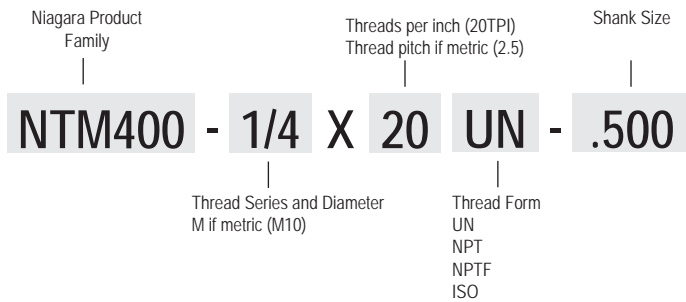 Niagara Product
Family
Threads per inch (20TPI)
Thread pitch if metric (2.5)
Shank Size
NTM400 - 1/4 X 20 UN - .500
Thread Series and Diameter
M if metric (M10)
Thread Form
UN
NPT
NPTF
ISO